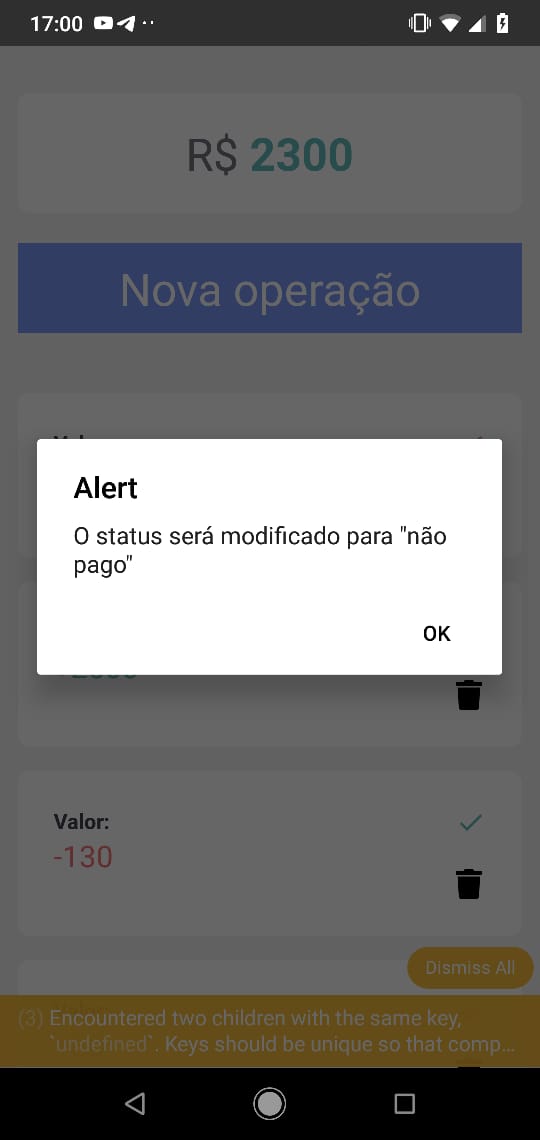 17:00
R$ 2300
Nova operação
Alert
O status será modificado para "não
pago"
OK
Valor:
-130
Dismiss All
(3) Encountered two children with the same key,
`undefined`. Keys should be unique so that comp...